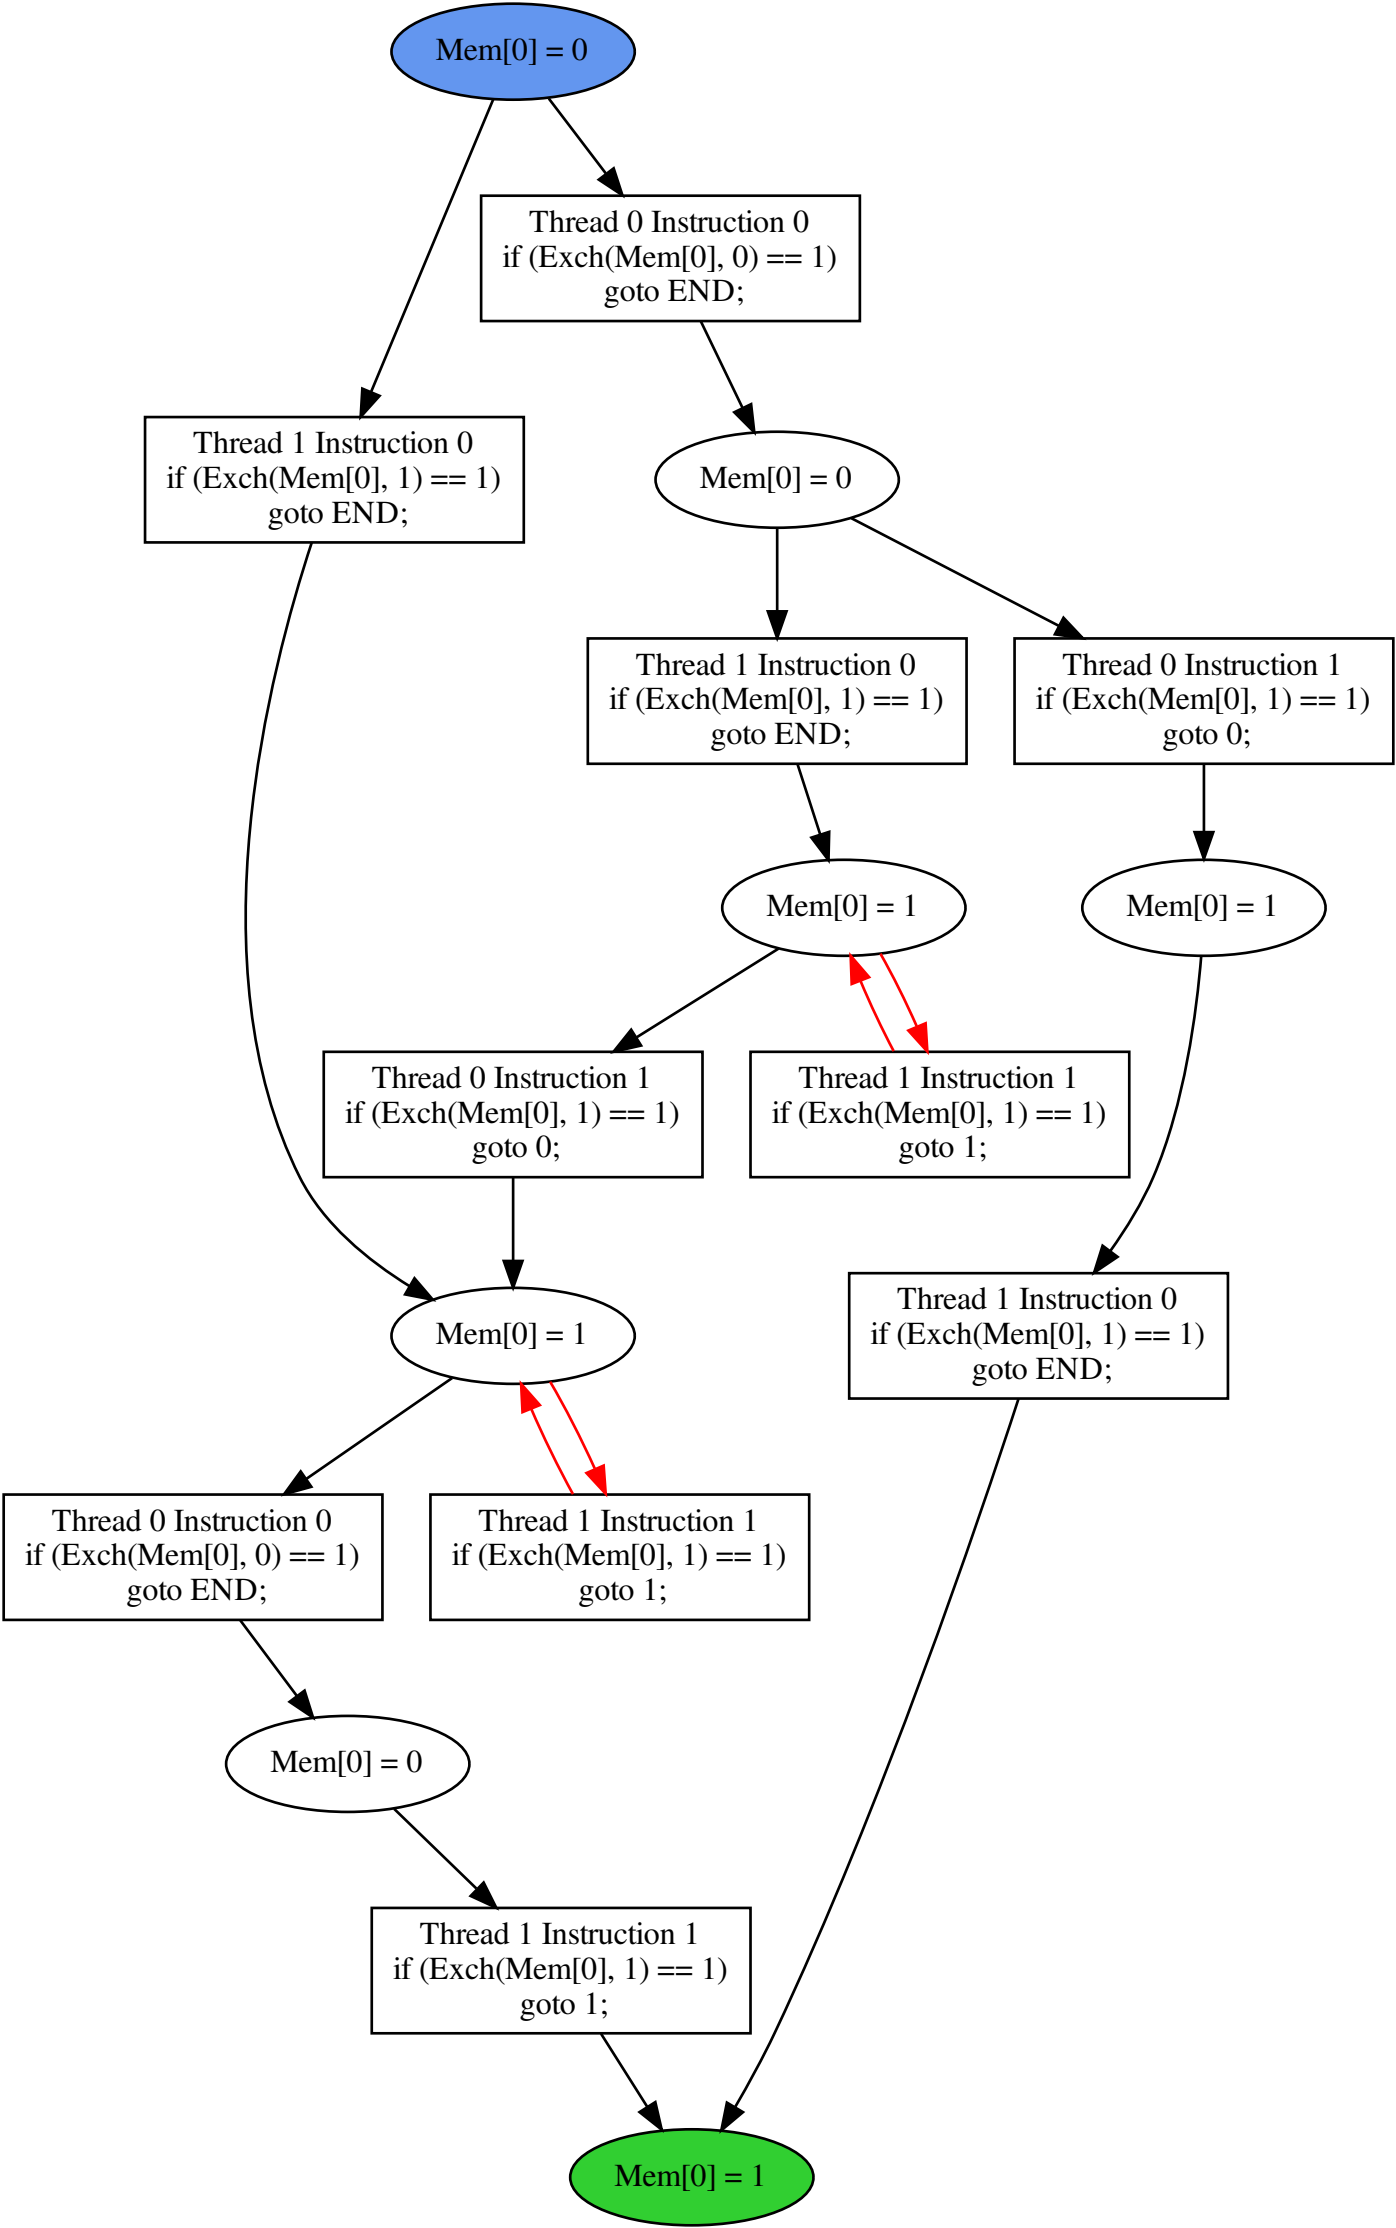 Mem[0] = 0
Thread 0 Instruction 0
if (Exch(Mem[0], 0) == 1)
goto END;
Thread 1 Instruction 0
if (Exch(Mem[0], 1) == 1)
goto END;
Mem[0] = 0
Thread 1 Instruction 0
if (Exch(Mem[0], 1) == 1)
goto END;
Thread 0 Instruction 1
if (Exch(Mem[0], 1) == 1)
goto 0;
Mem[0] = 1
Mem[0] = 1
Thread 0 Instruction 1
if (Exch(Mem[0], 1) == 1)
goto 0;
Thread 1 Instruction 1
if (Exch(Mem[0], 1) == 1)
goto 1;
Mem[0] = 1
Thread 1 Instruction 0
if (Exch(Mem[0], 1) == 1)
goto END;
Thread 0 Instruction 0
if (Exch(Mem[0], 0) == 1)
goto END;
Thread 1 Instruction 1
if (Exch(Mem[0], 1) == 1)
goto 1;
Mem[0] = 0
Thread 1 Instruction 1
if (Exch(Mem[0], 1) == 1)
goto 1;
Mem[0] = 1